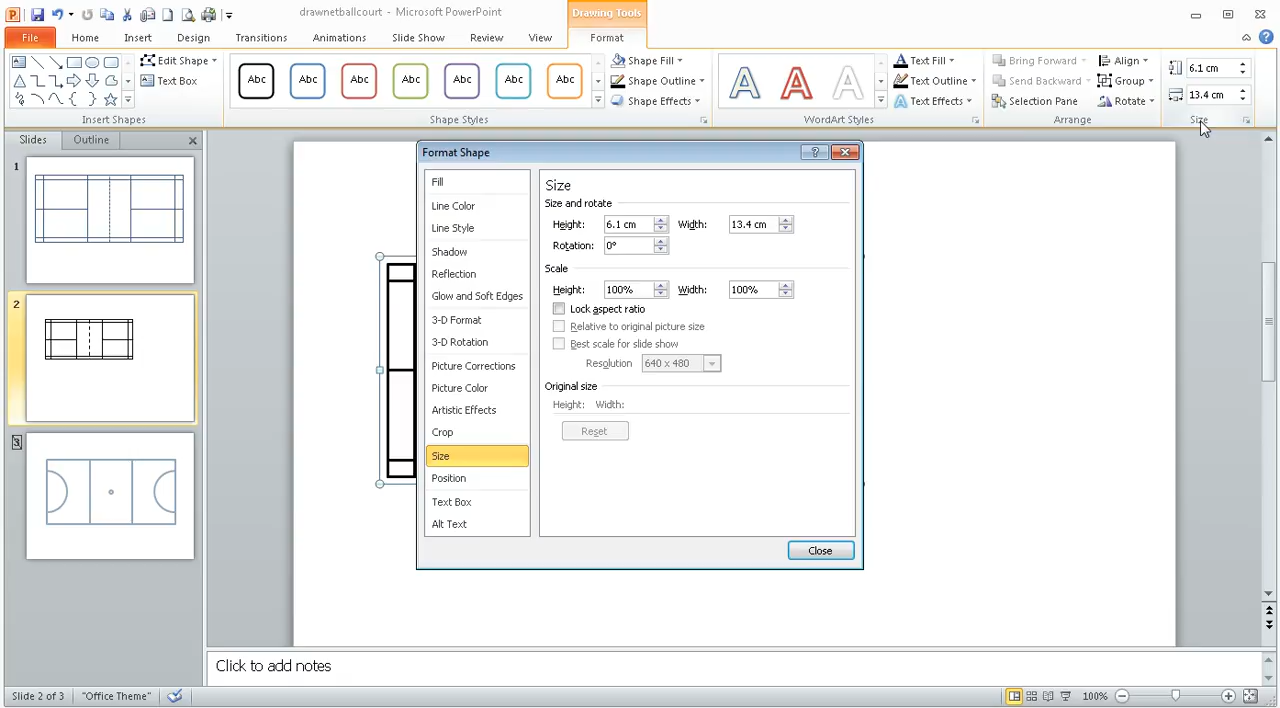 drawnetballcourt - Microsoft PowerPoint
Drawing Tools
File Home Insert Design Transitions Animations Slide Show Review View Format
Edit Shape
Text Box
Insert Shapes
Abc Abc Abc Abc Abc Abc Abc
Shape Fill
Shape Outline
Shape Effects
Shape Styles
A A A
Text Fill
Text Outline
Text Effects
WordArt Styles
Bring Forward
Send Backward
Selection Pane
Align
Group
Rotate
Arrange
6.1 cm
13.4 cm
Size
Slides Outline
1
2
3
Format Shape
Fill
Line Color
Line Style
Shadow
Reflection
Glow and Soft Edges
3-D Format
3-D Rotation
Picture Corrections
Picture Color
Artistic Effects
Crop
Size
Position
Text Box
Alt Text
Size
Size and rotate
Height: 6.1 cm Width: 13.4 cm
Rotation: 0°
Scale
Height: 100% Width: 100%
Lock aspect ratio
Relative to original picture size
Best scale for slide show
Resolution 640 x 480
Original size
Height: Width:
Reset
Close
Click to add notes
Slide 2 of 3 "Office Theme" 100%